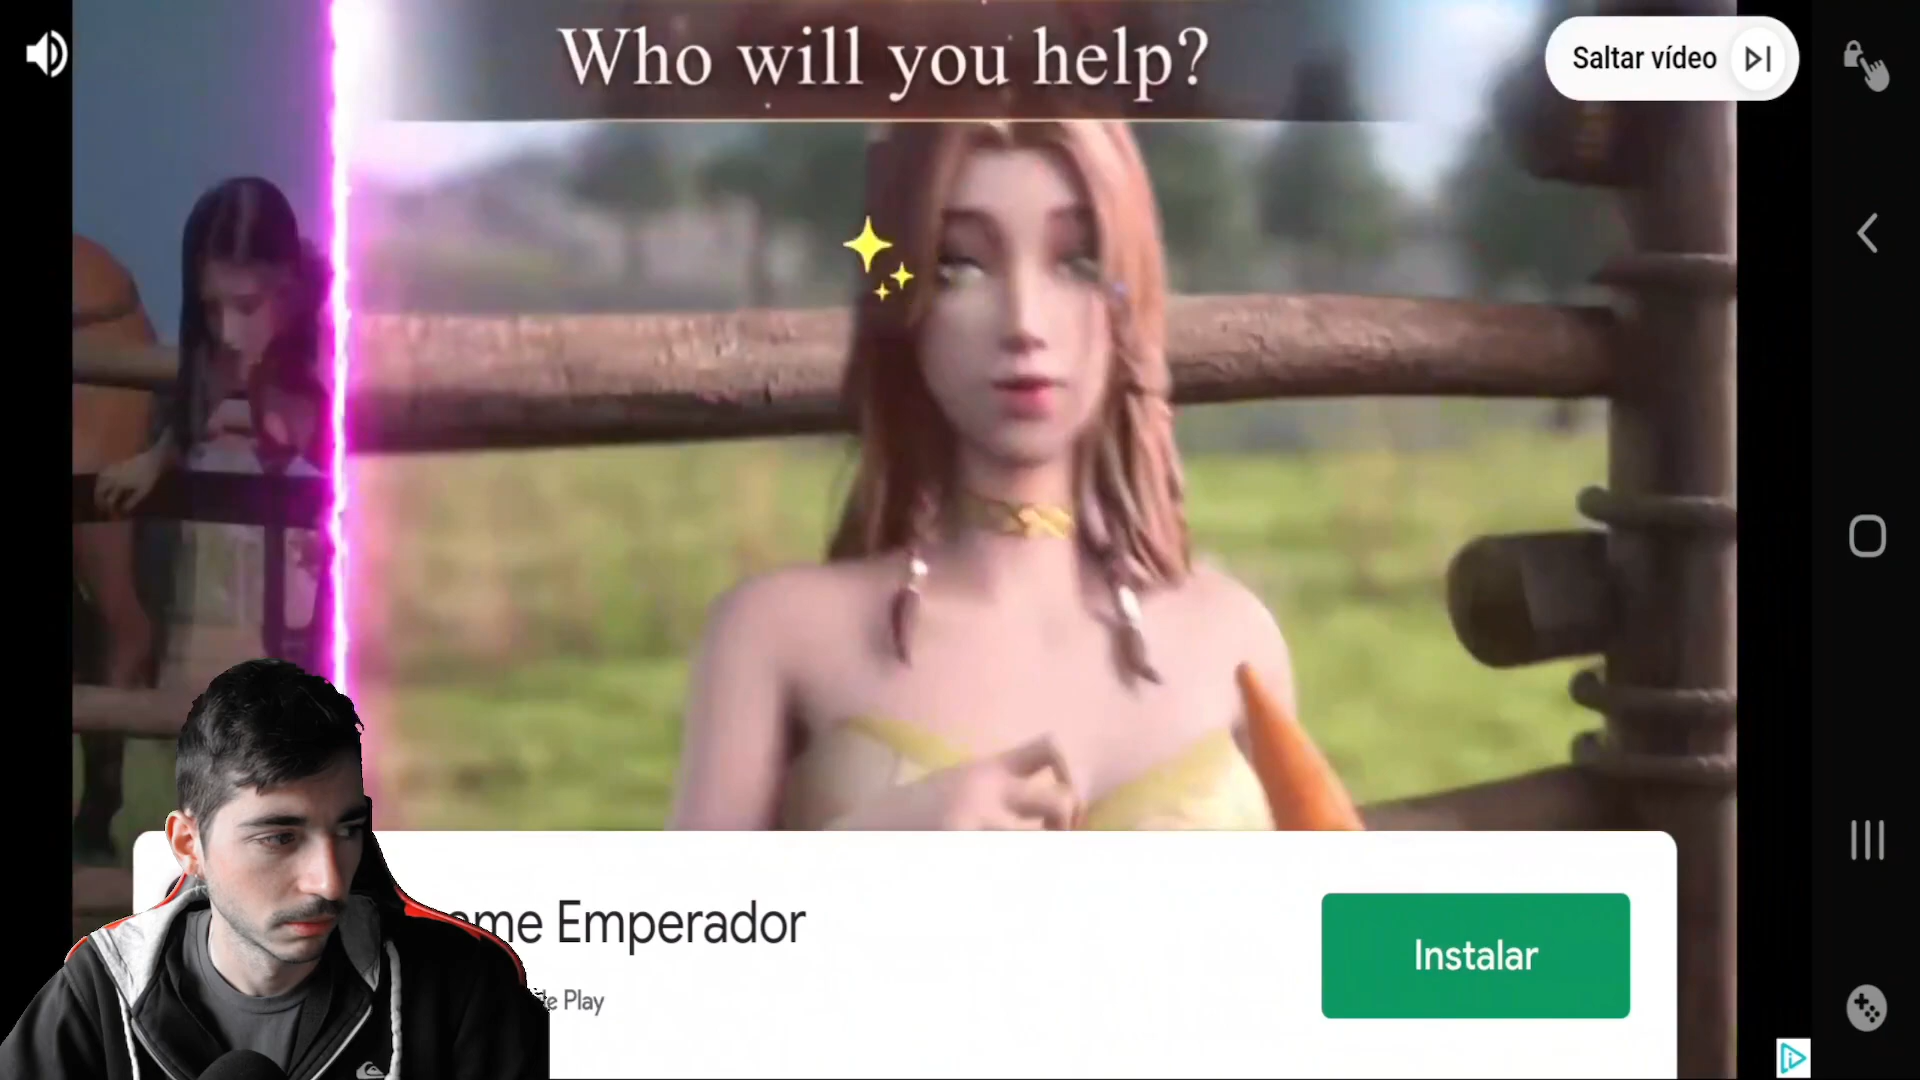 Who will you help?
Saltar vídeo
Emperador
Play
Instalar